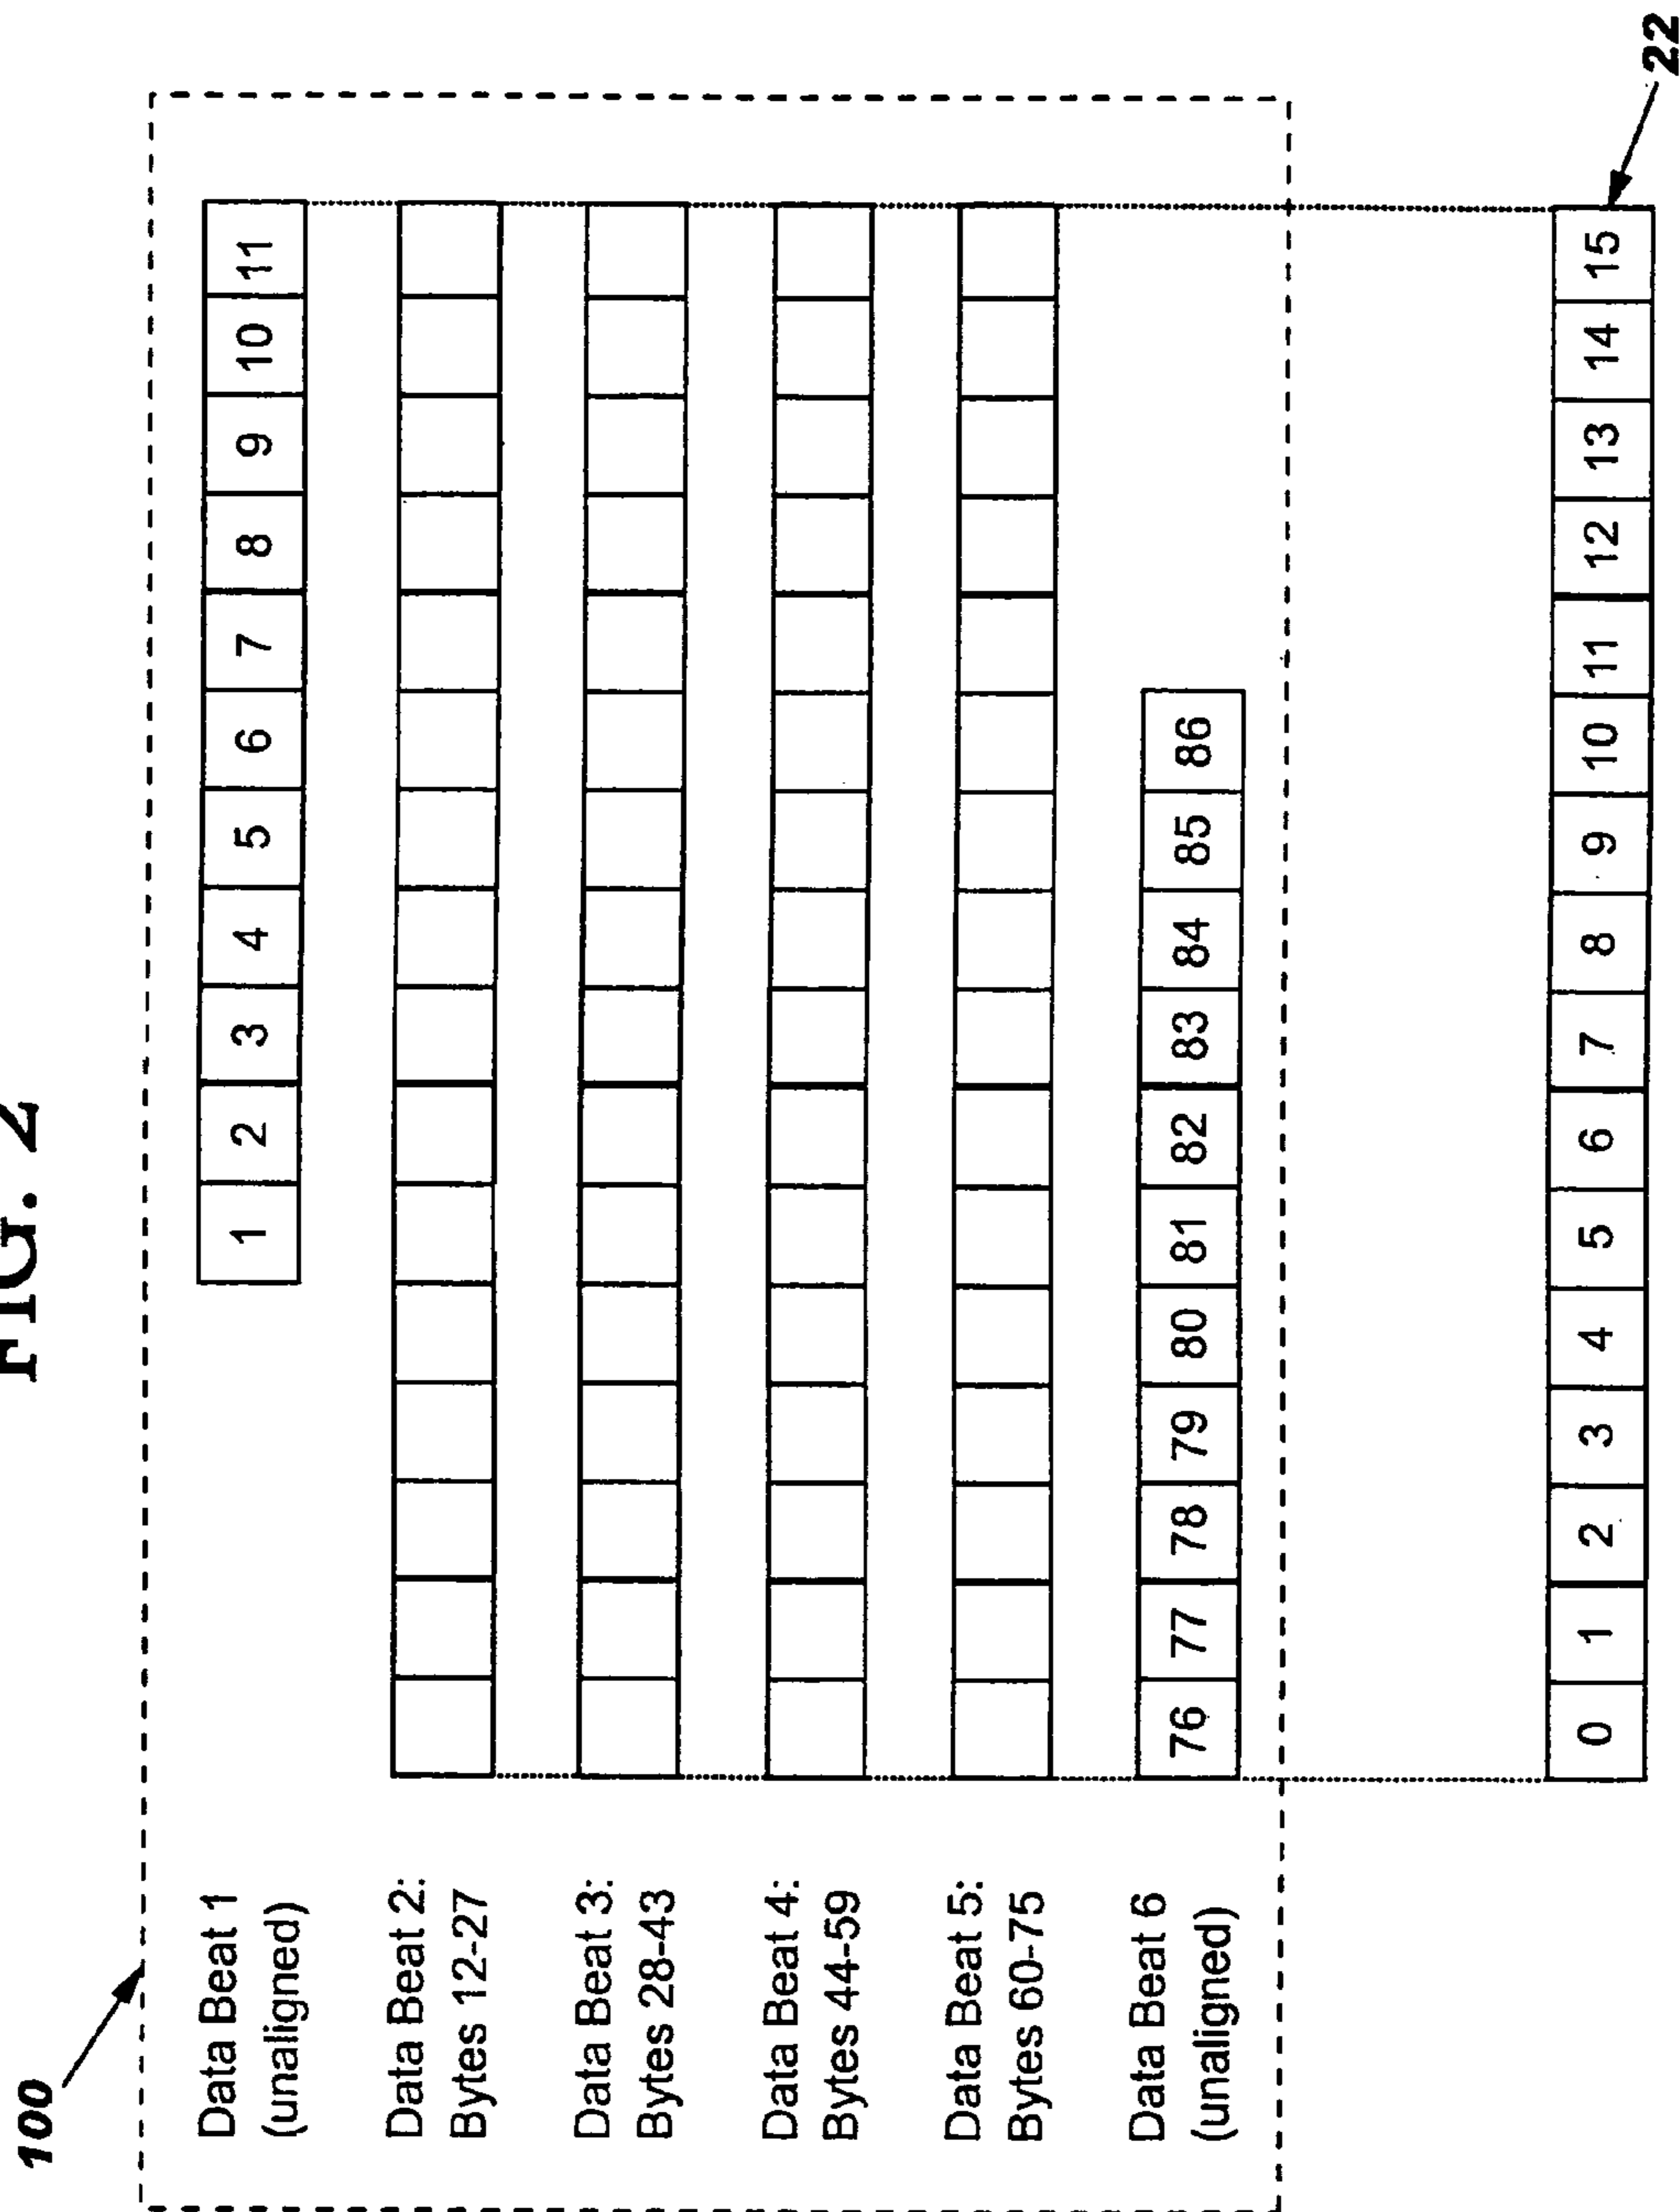 FIG. 2
100
Data Beat 1
(unaligned)
1 2 3 4 5 6 7 8 9 10 11
Data Beat 2:
Bytes 12-27
Data Beat 3:
Bytes 28-43
Data Beat 4:
Bytes 44-59
Data Beat 5:
Bytes 60-75
Data Beat 6
(unaligned)
76 77 78 79 80 81 82 83 84 85 86
0 1 2 3 4 5 6 7 8 9 10 11 12 13 14 15
22